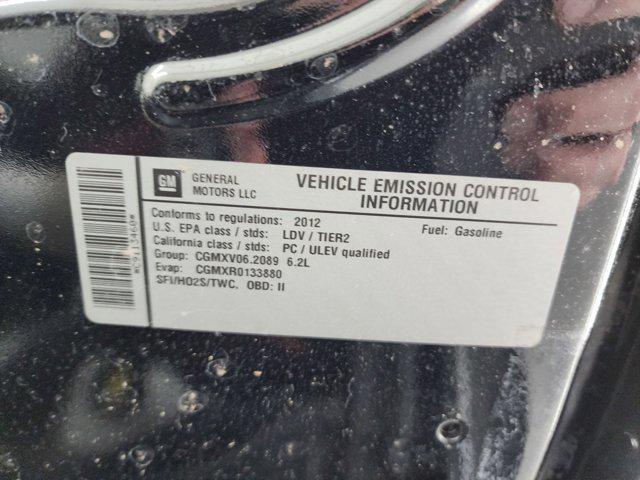 GM
GENERAL
MOTORS LLC
VEHICLE EMISSION CONTROL
INFORMATION
Conforms to regulations: 2012 Fuel: Gasoline
U.S. EPA class / stds: LDV / TIER2
California class / stds: PC / ULEV qualified
Group: CGMXV06.2089 6.2L
Evap: CGMXR0133880
SFI/HO2S/TWC, OBD: II